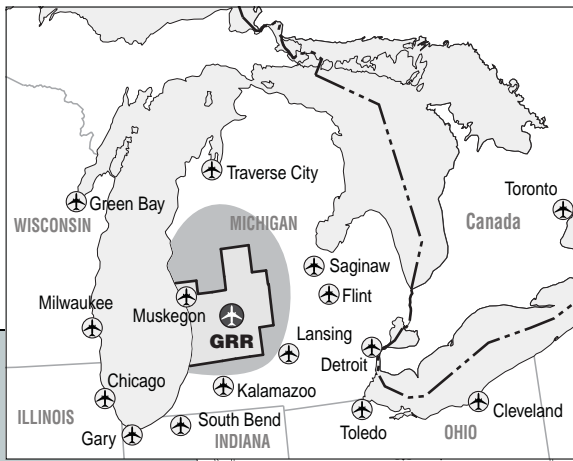 Traverse City
Toronto
Green Bay
WISCONSIN
MICHIGAN
Canada
Saginaw
Flint
Milwaukee
Muskegon
GRR
Lansing
Detroit
Chicago
Kalamazoo
ILLINOIS
South Bend
Cleveland
Gary
INDIANA
Toledo
OHIO